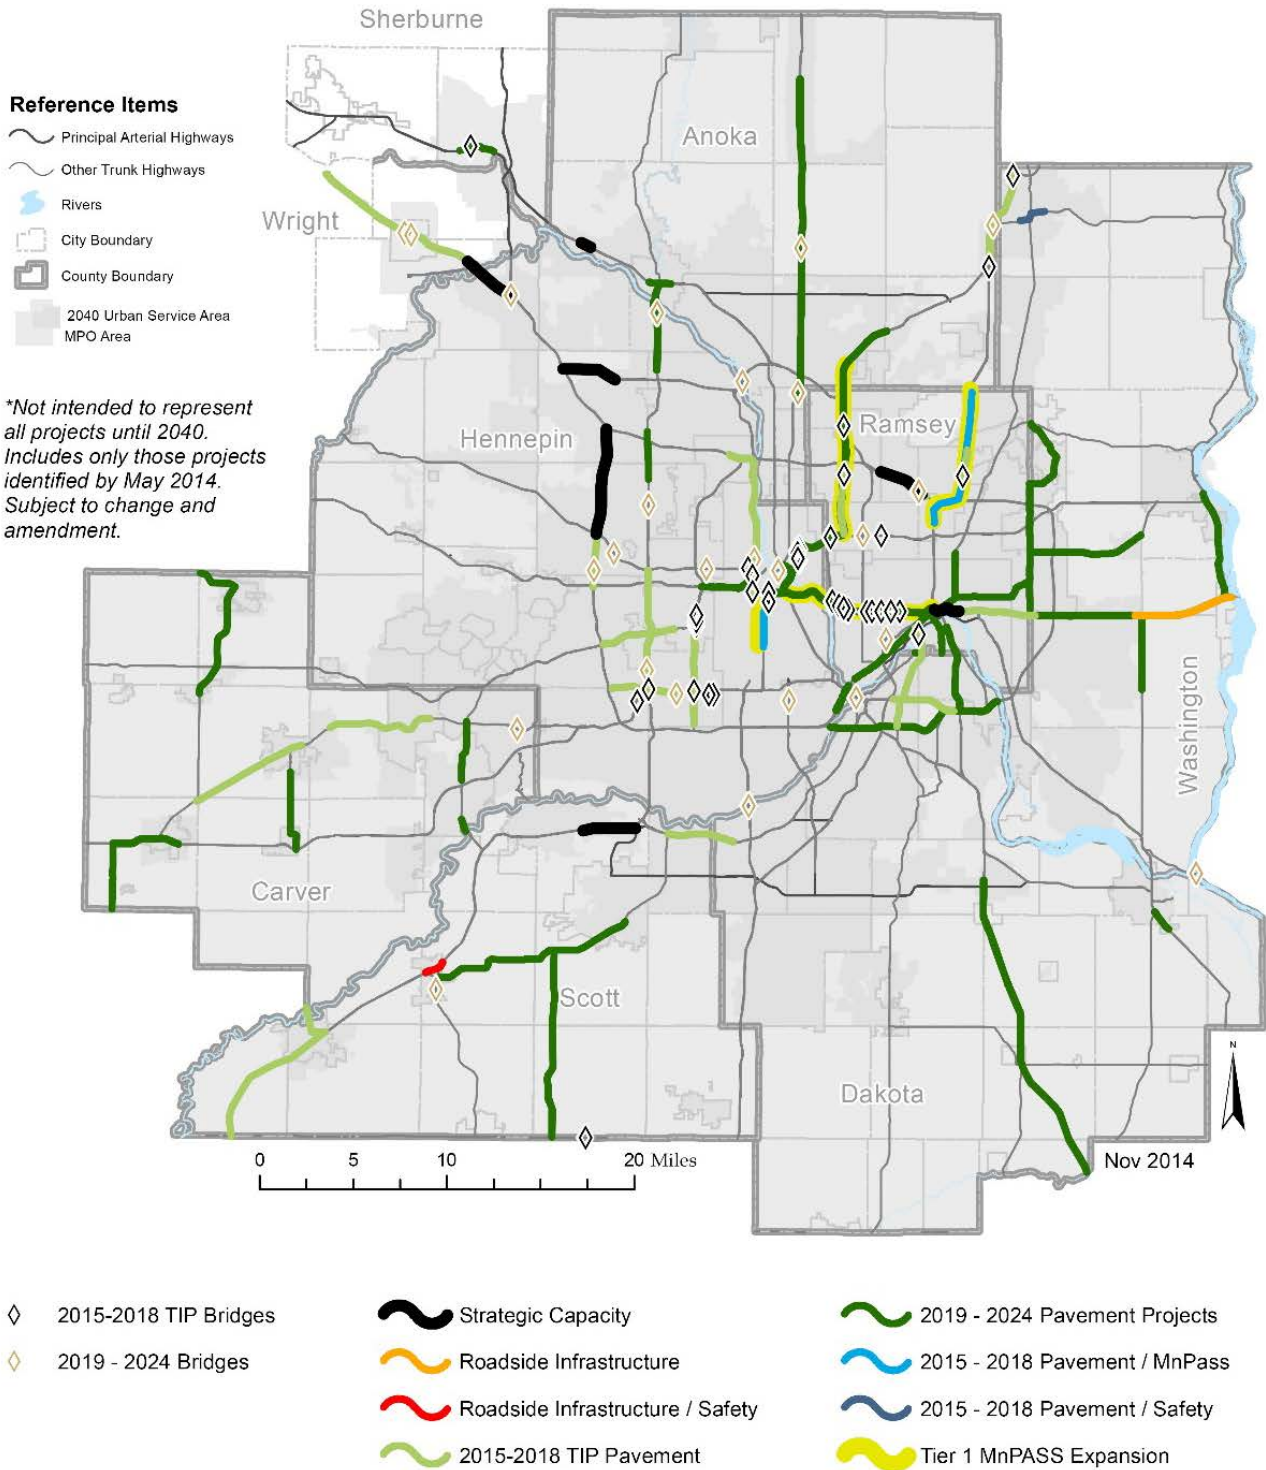 Sherburne
Reference Items
Principal Arterial Highways
Other Trunk Highways
Rivers
City Boundary
County Boundary
2040 Urban Service Area
MPO Area
*Not intended to represent
all projects until 2040.
Includes only those projects
identified by May 2014.
Subject to change and
amendment.
Anoka
Wright
Hennepin
Ramsey
Washington
Carver
Scott
Dakota
N
0 5 10 20 Miles
Nov 2014
2015-2018 TIP Bridges
2019 - 2024 Bridges
Strategic Capacity
Roadside Infrastructure
Roadside Infrastructure / Safety
2015-2018 TIP Pavement
2019 - 2024 Pavement Projects
2015 - 2018 Pavement / MnPass
2015 - 2018 Pavement / Safety
Tier 1 MnPASS Expansion